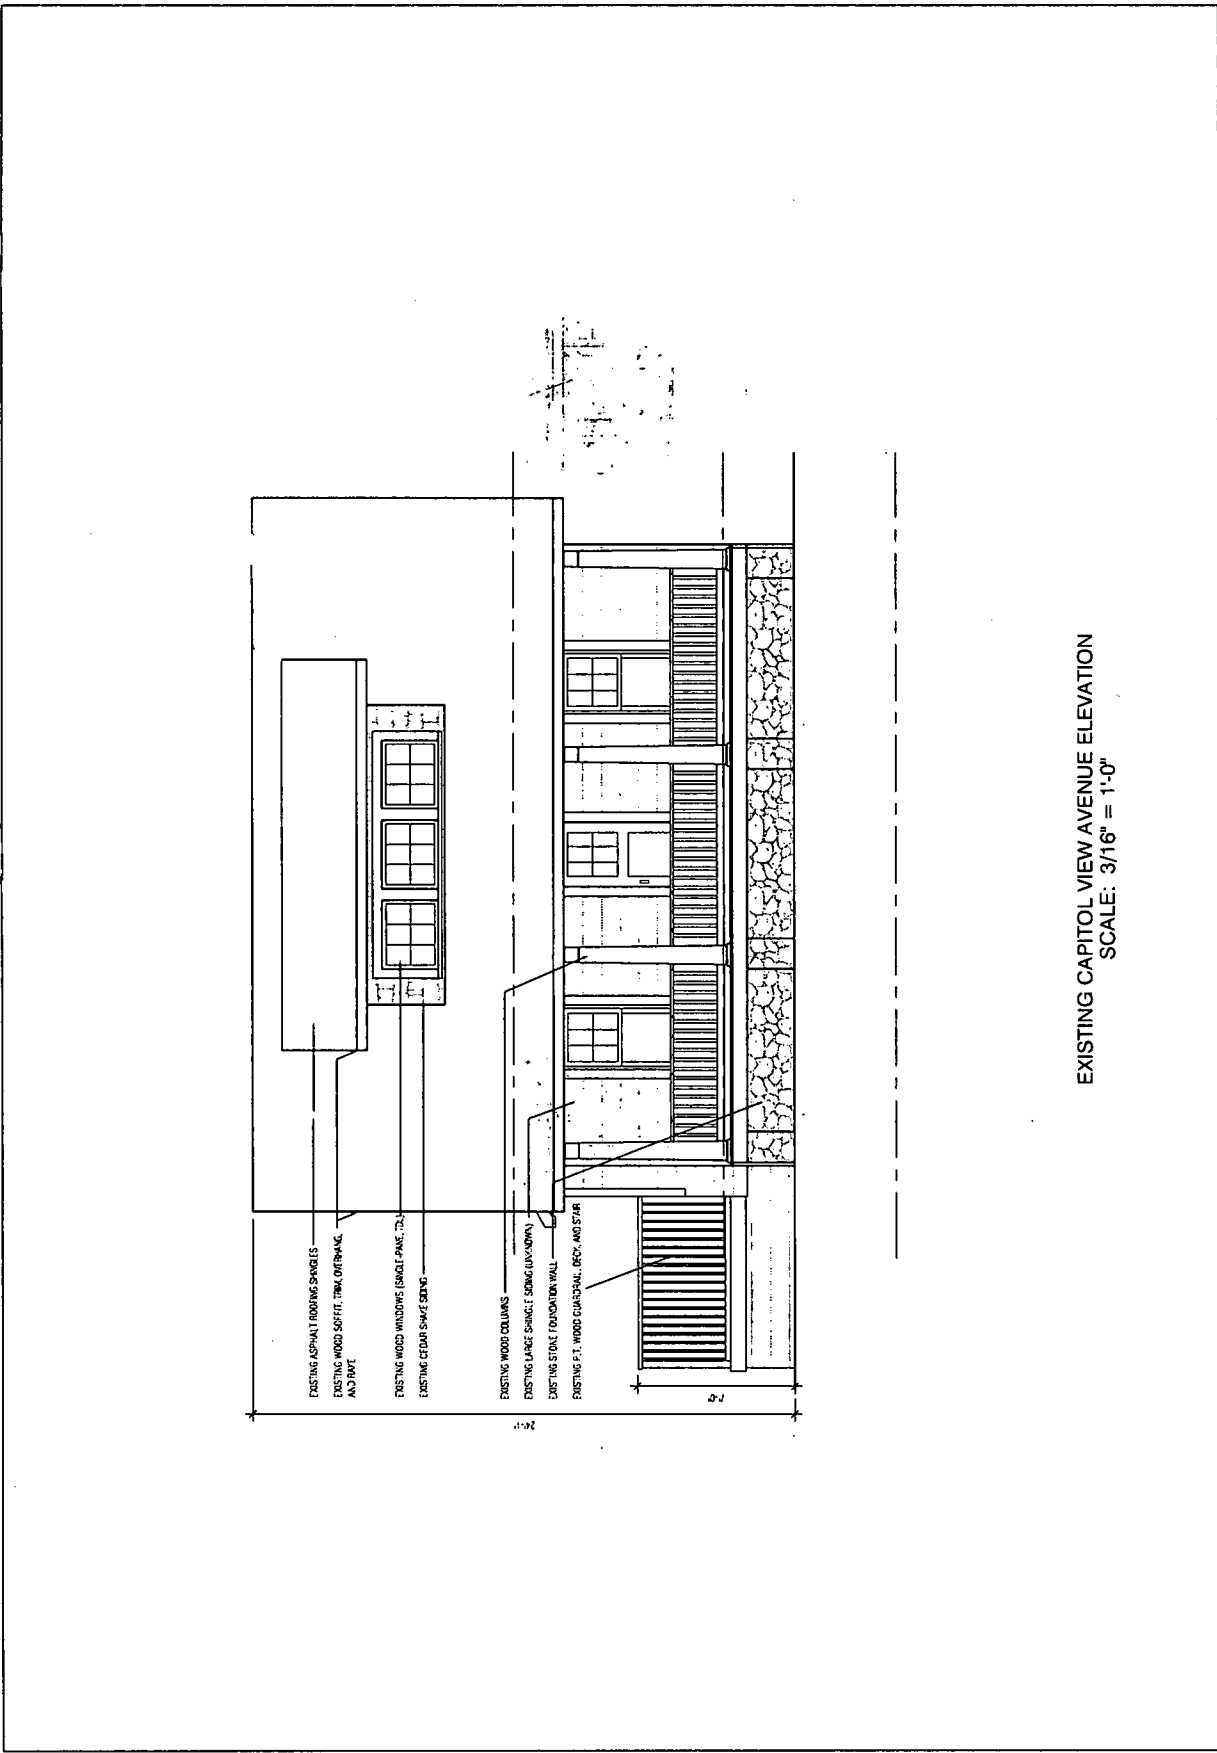 EXISTING ASPHALT ROOFING SHINGLES
EXISTING WOOD SOFFIT, TRIM, OVERHANG,
AND RAKE
EXISTING WOOD WINDOWS (SINGLE-PANE, TDL)
EXISTING CEDAR SHAKE SIDING
EXISTING WOOD COLUMNS
EXISTING LARGE SHINGLE SIDING (UNKNOWN)
EXISTING STONE FOUNDATION WALL
EXISTING P.T. WOOD GUARDRAIL, DECK, AND STAIR
EXISTING CAPITOL VIEW AVENUE ELEVATION
SCALE: 3/16" = 1'-0"